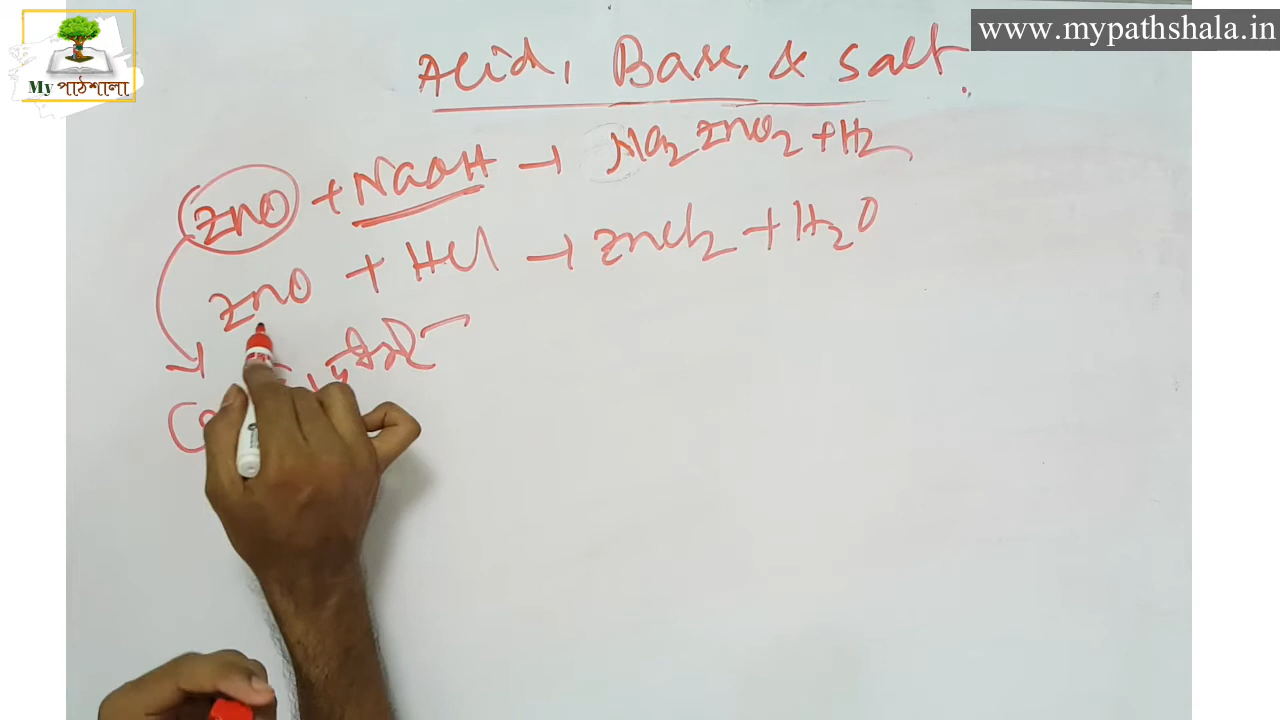 My পাঠশালা
www.mypathshala.in
Acid, Base, & Salt
ZnO + NaOH → Na2ZnO2 + H2
ZnO + HCl → ZnCl2 + H2O